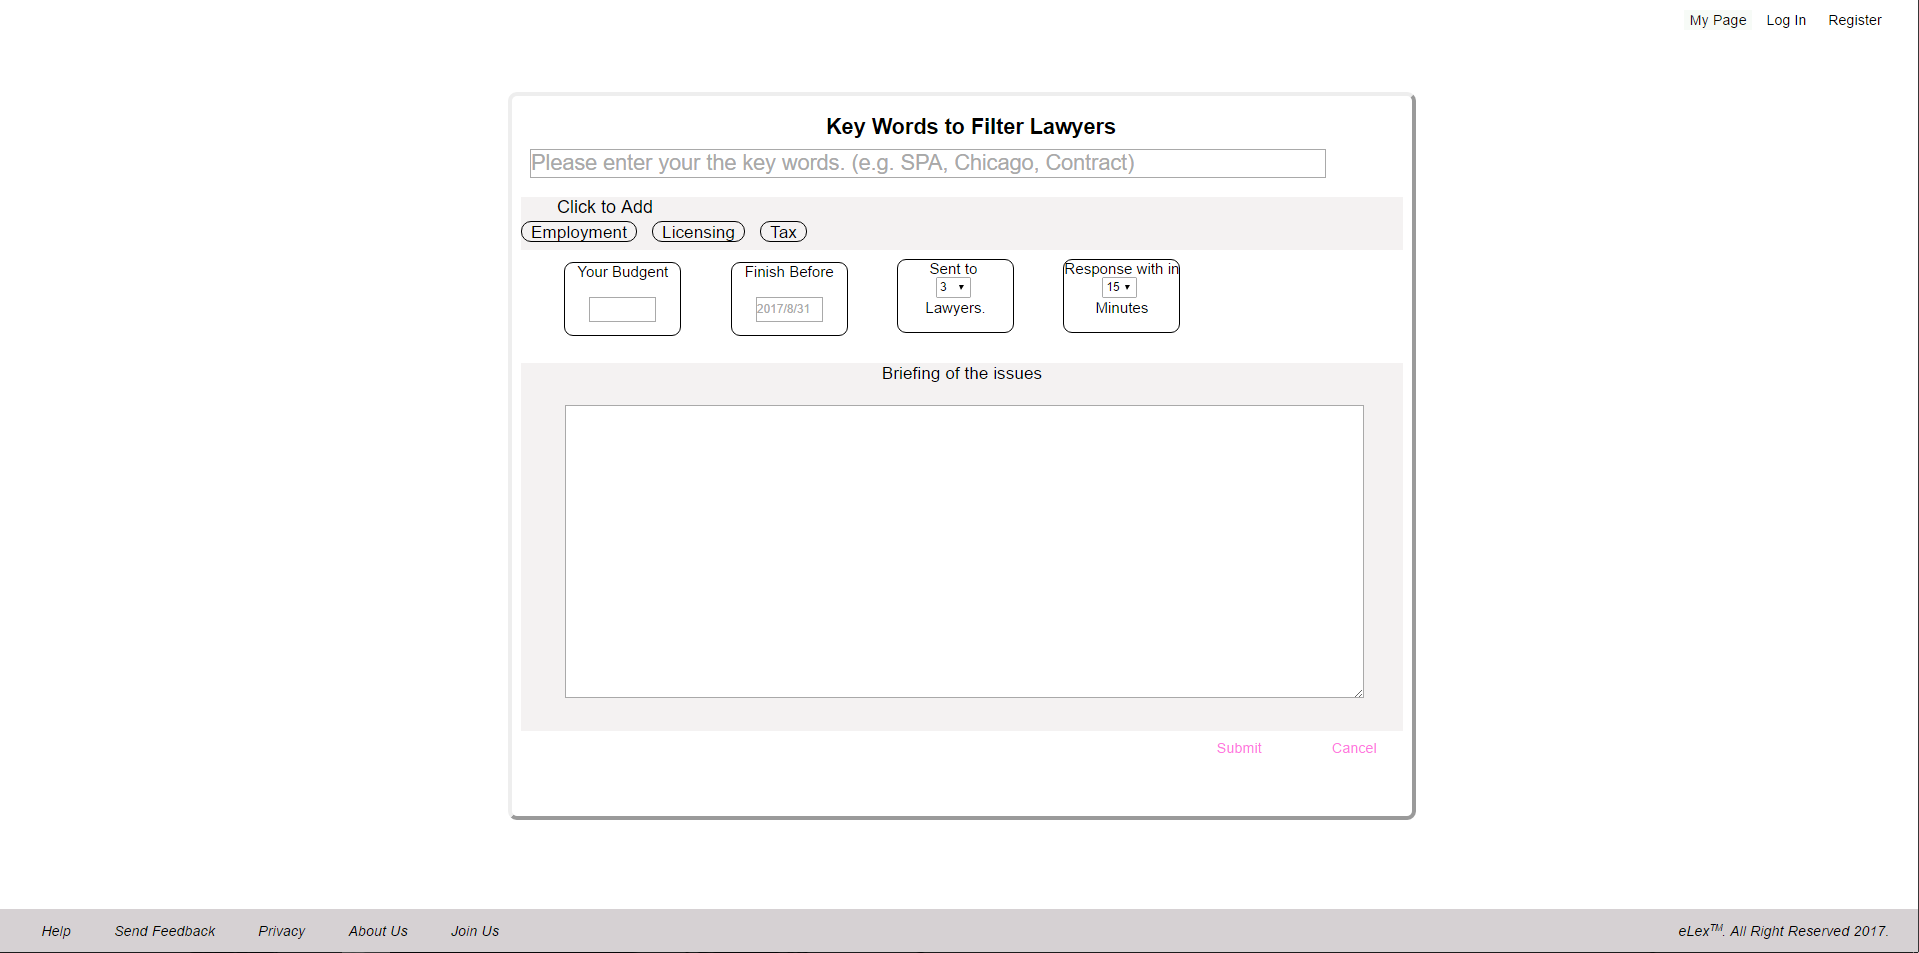 My Page Log In Register
Key Words to Filter Lawyers
Please enter your the key words. (e.g. SPA, Chicago, Contract)
Click to Add
Employment Licensing Tax
Your Budgent
Finish Before
2017/8/31
Sent to
3
Lawyers.
Response with in
15
Minutes
Briefing of the issues
Submit Cancel
Help Send Feedback Privacy About Us Join Us eLex™. All Right Reserved 2017.